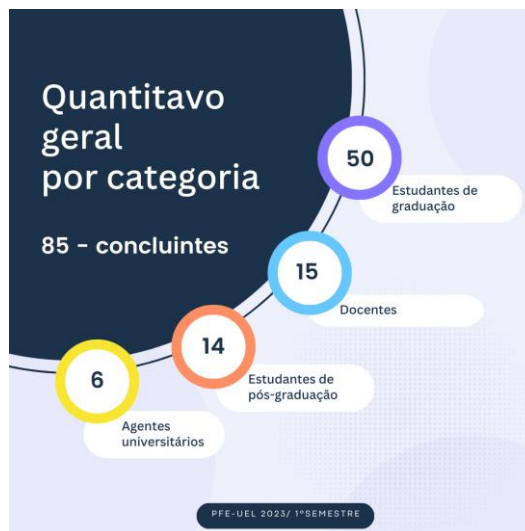 Quantitavo
geral
por categoria
85 - concluintes
50
Estudantes de
graduação
15
Docentes
14
Estudantes de
pós-graduação
6
Agentes
universitários
PFE-UEL 2023/ 1ºSEMESTRE